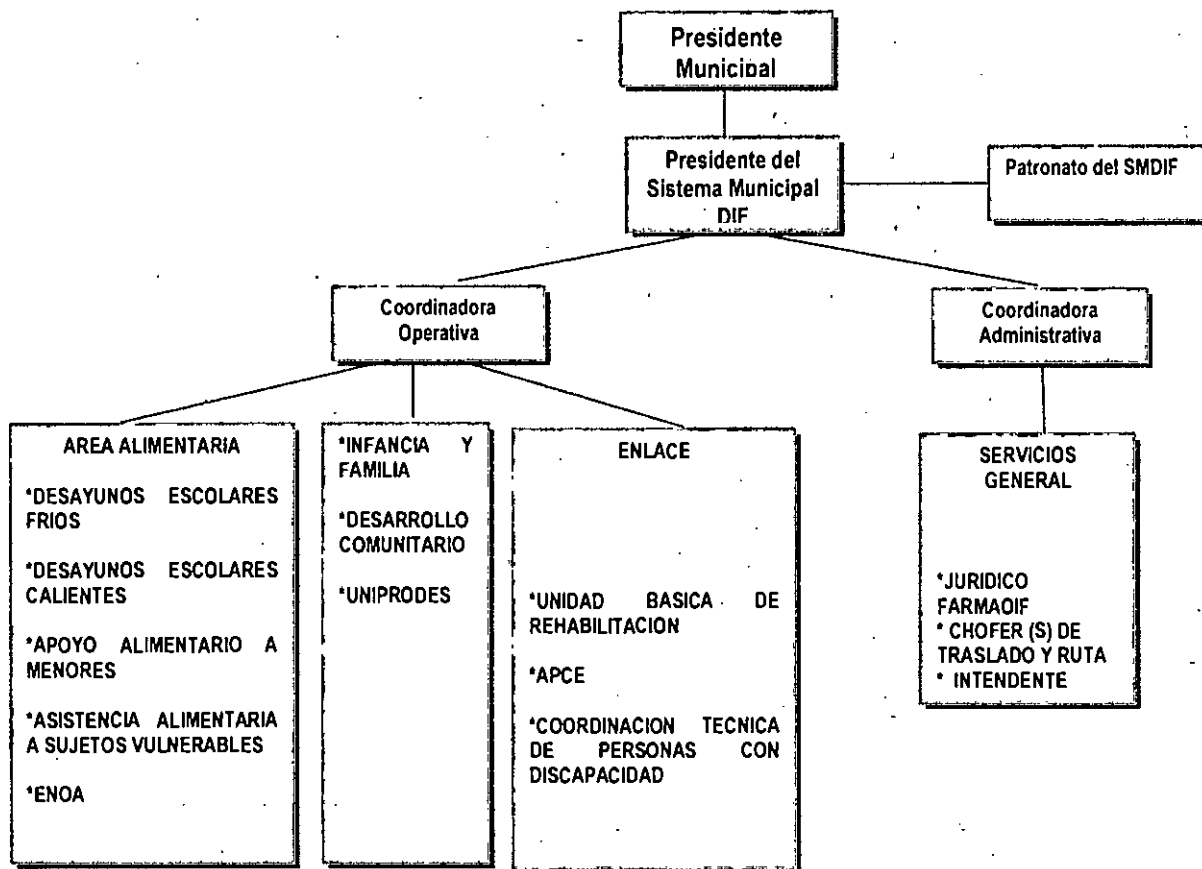 Presidente
Municipal
Presidente del
Sistema Municipal
DIF
Patronato del SMDIF
Coordinadora
Operativa
Coordinadora
Administrativa
AREA ALIMENTARIA
*DESAYUNOS ESCOLARES
FRIOS
*DESAYUNOS ESCOLARES
CALIENTES
*APOYO ALIMENTARIO A
MENORES
*ASISTENCIA ALIMENTARIA
A SUJETOS VULNERABLES
*ENOA
*INFANCIA Y
FAMILIA
*DESARROLLO
COMUNITARIO
*UNIPRODES
ENLACE
*UNIDAD BASICA DE
REHABILITACION
*APCE
*COORDINACION TECNICA
DE PERSONAS CON
DISCAPACIDAD
SERVICIOS
GENERAL
*JURIDICO
FARMAOIF
* CHOFER (S) DE
TRASLADO Y RUTA
* INTENDENTE